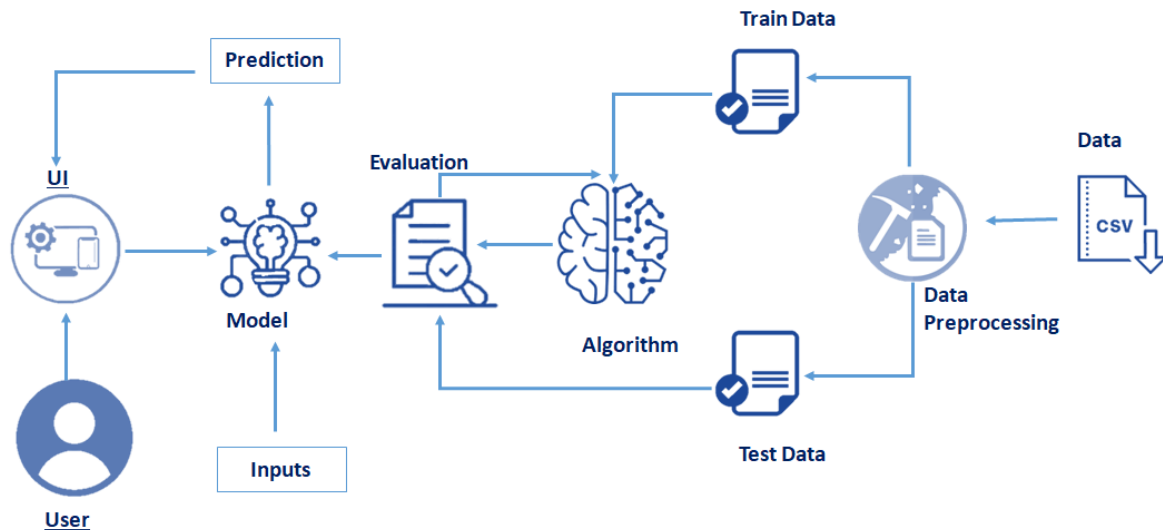 Train Data
Prediction
Evaluation
Data
UI
CSV
Model
Algorithm
Data
Preprocessing
Inputs
Test Data
User